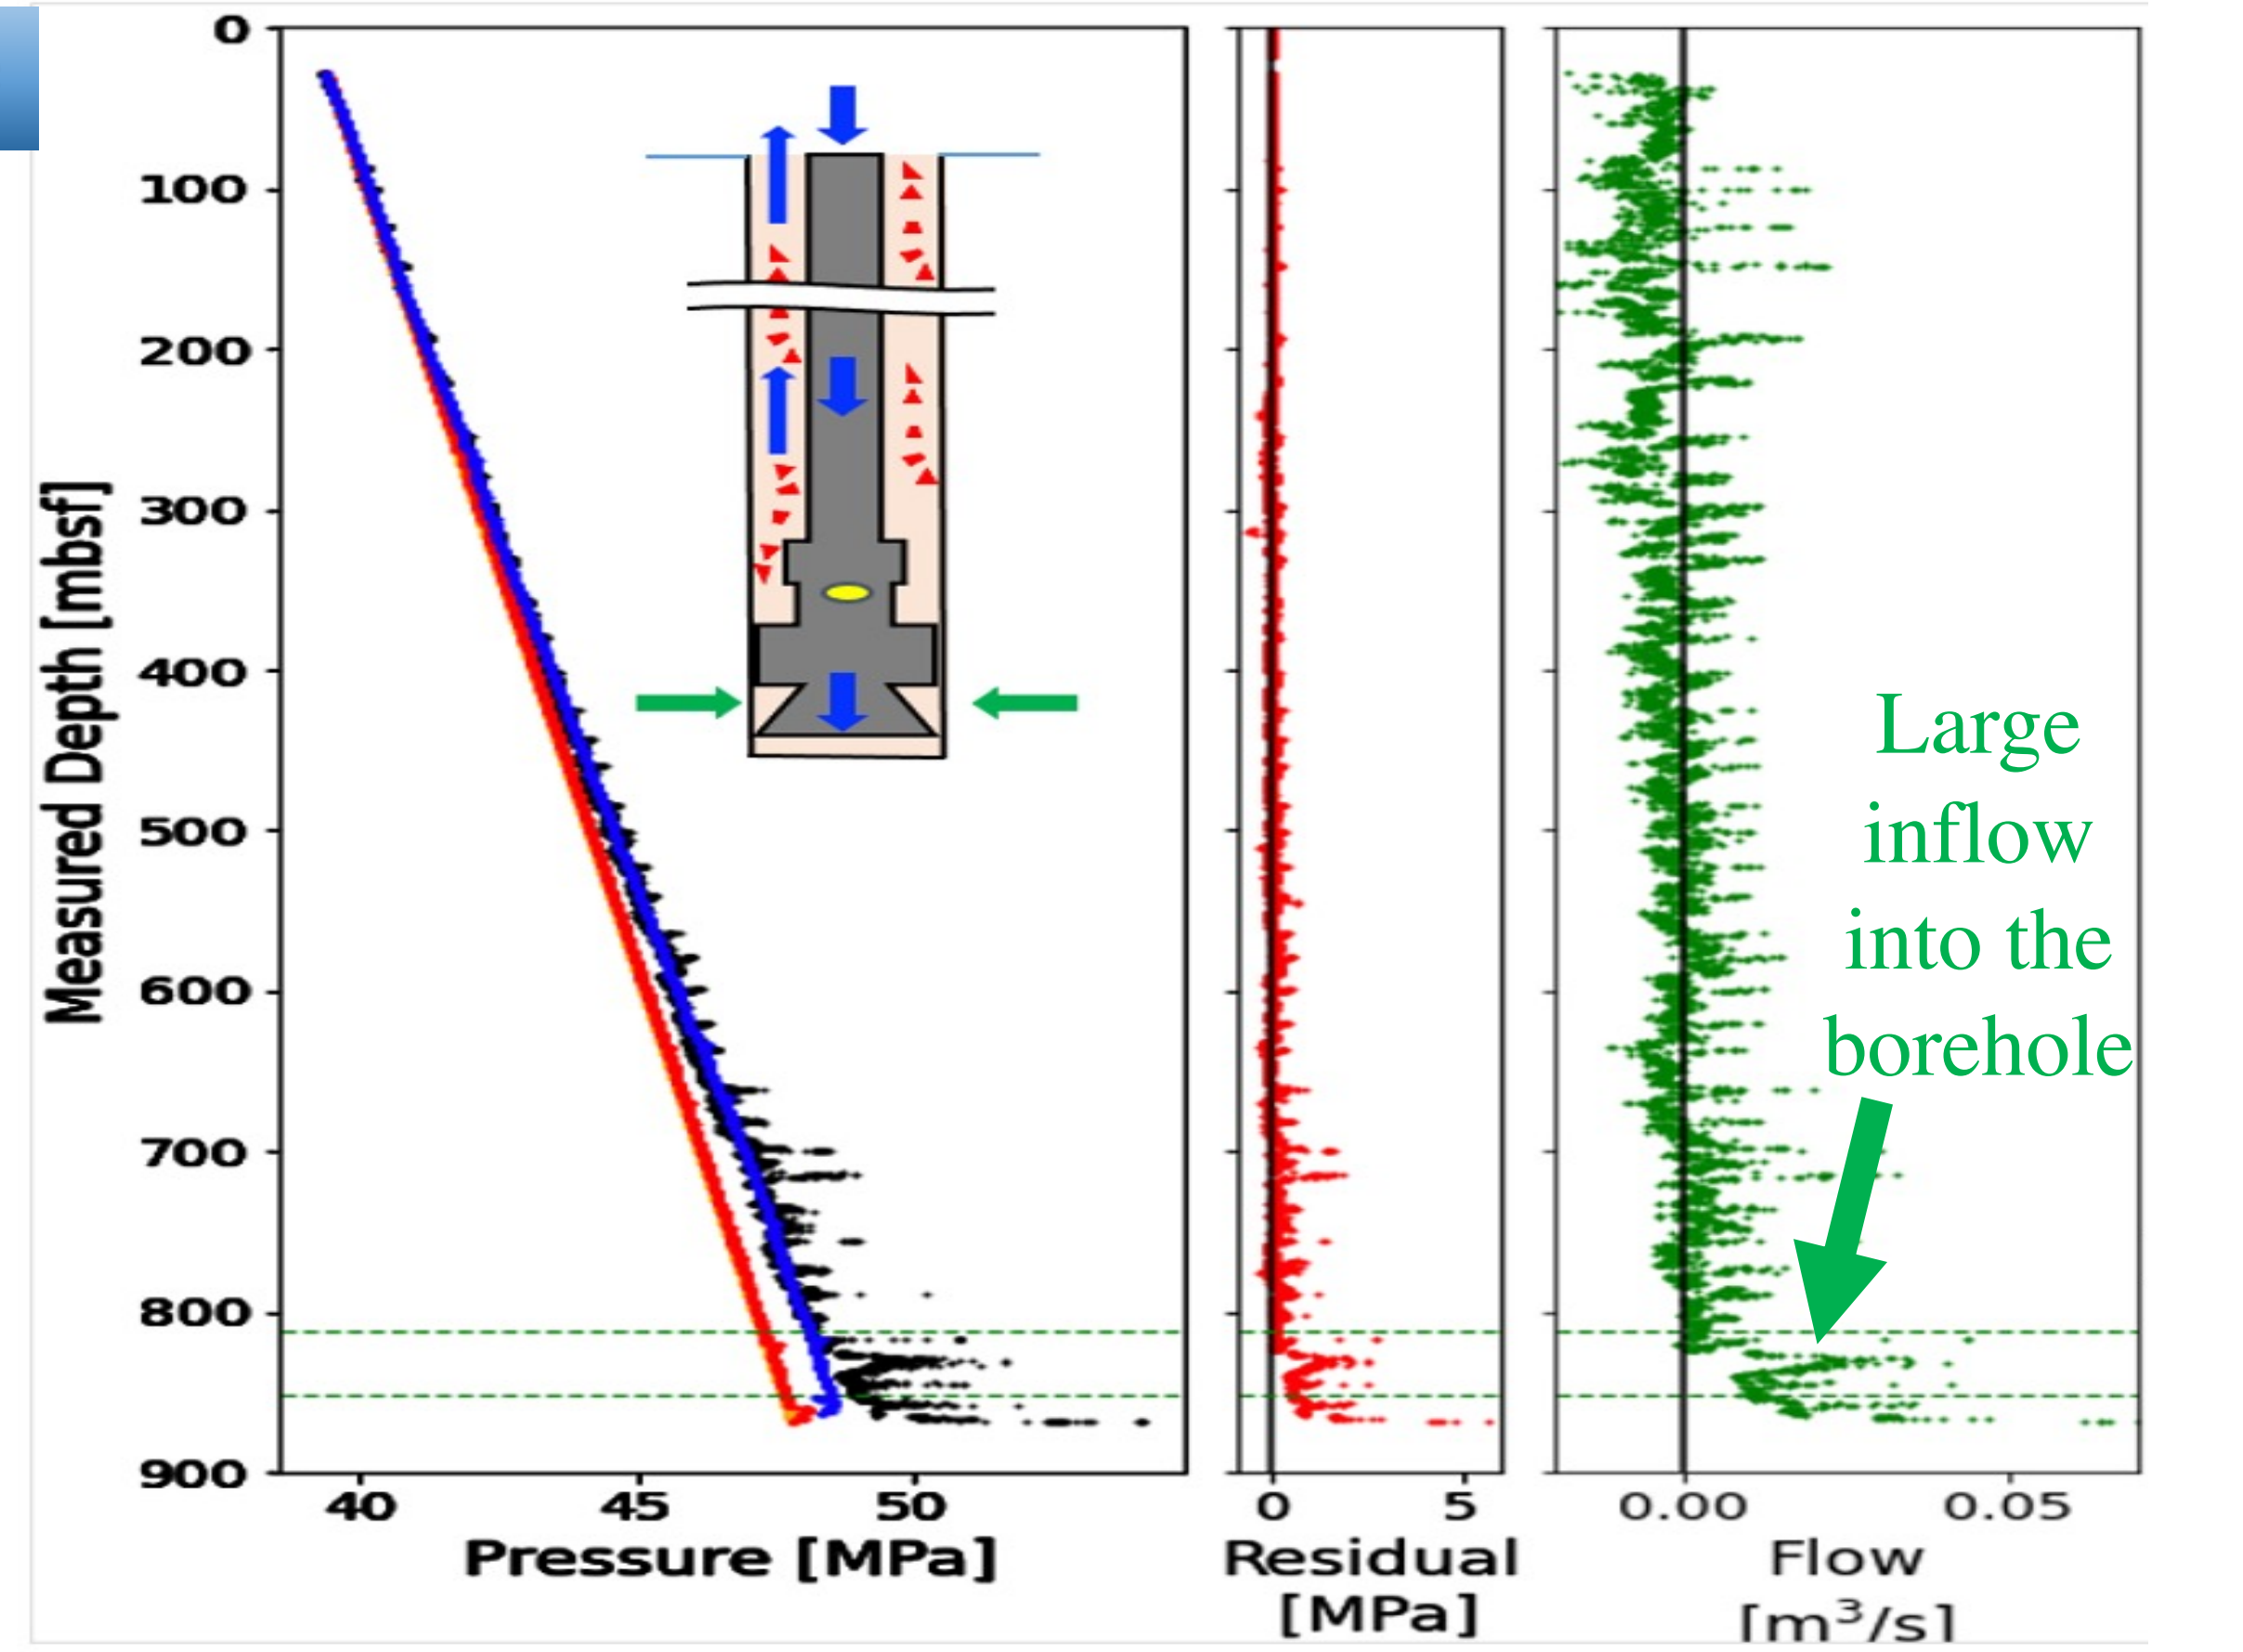 0
100
200
300
400
500
600
700
800
900
Measured Depth [mbsf]
40 45 50
Pressure [MPa]
0 5
Residual
[MPa]
0.00 0.05
Flow
[m³/s]
Large
inflow
into the
borehole